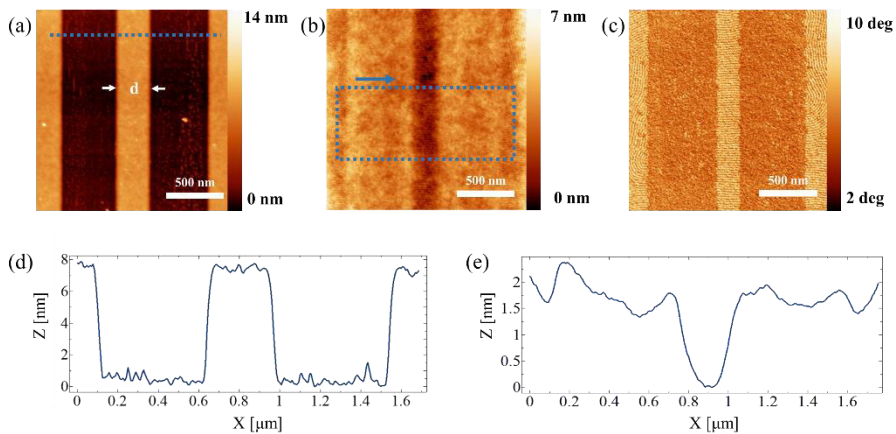 (a)
14 nm
d
500 nm
0 nm
(b)
7 nm
500 nm
0 nm
(c)
10 deg
500 nm
2 deg
(d)
8
6
4
2
0
Z [nm]
0 0.2 0.4 0.6 0.8 1 1.2 1.4 1.6
X [μm]
(e)
2
1.5
1
0.5
0
Z [nm]
0 0.2 0.4 0.6 0.8 1 1.2 1.4 1.6
X [μm]